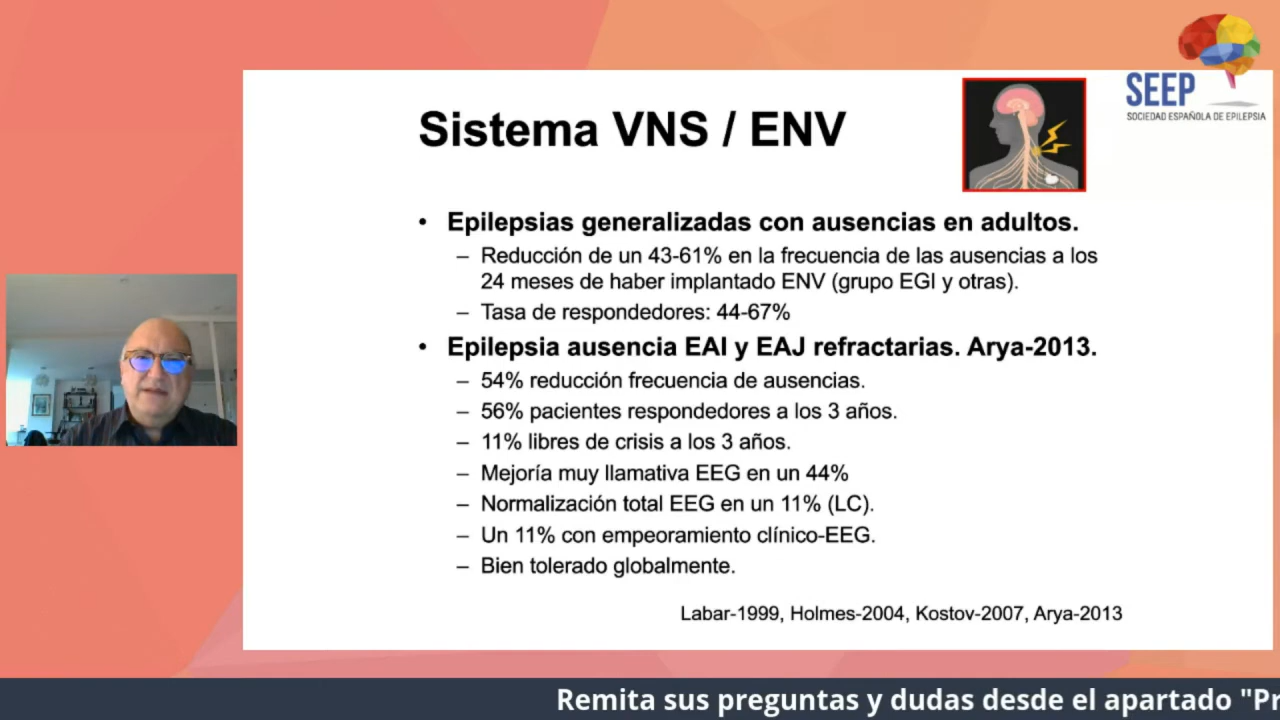 SEEP
SOCIEDAD ESPAÑOLA DE EPILEPSIA
Sistema VNS / ENV
• Epilepsias generalizadas con ausencias en adultos.
– Reducción de un 43-61% en la frecuencia de las ausencias a los
24 meses de haber implantado ENV (grupo EGI y otras).
– Tasa de respondedores: 44-67%
• Epilepsia ausencia EAI y EAJ refractarias. Arya-2013.
– 54% reducción frecuencia de ausencias.
– 56% pacientes respondedores a los 3 años.
– 11% libres de crisis a los 3 años.
– Mejoría muy llamativa EEG en un 44%
– Normalización total EEG en un 11% (LC).
– Un 11% con empeoramiento clínico-EEG.
– Bien tolerado globalmente.
Labar-1999, Holmes-2004, Kostov-2007, Arya-2013
Remita sus preguntas y dudas desde el apartado "Pr